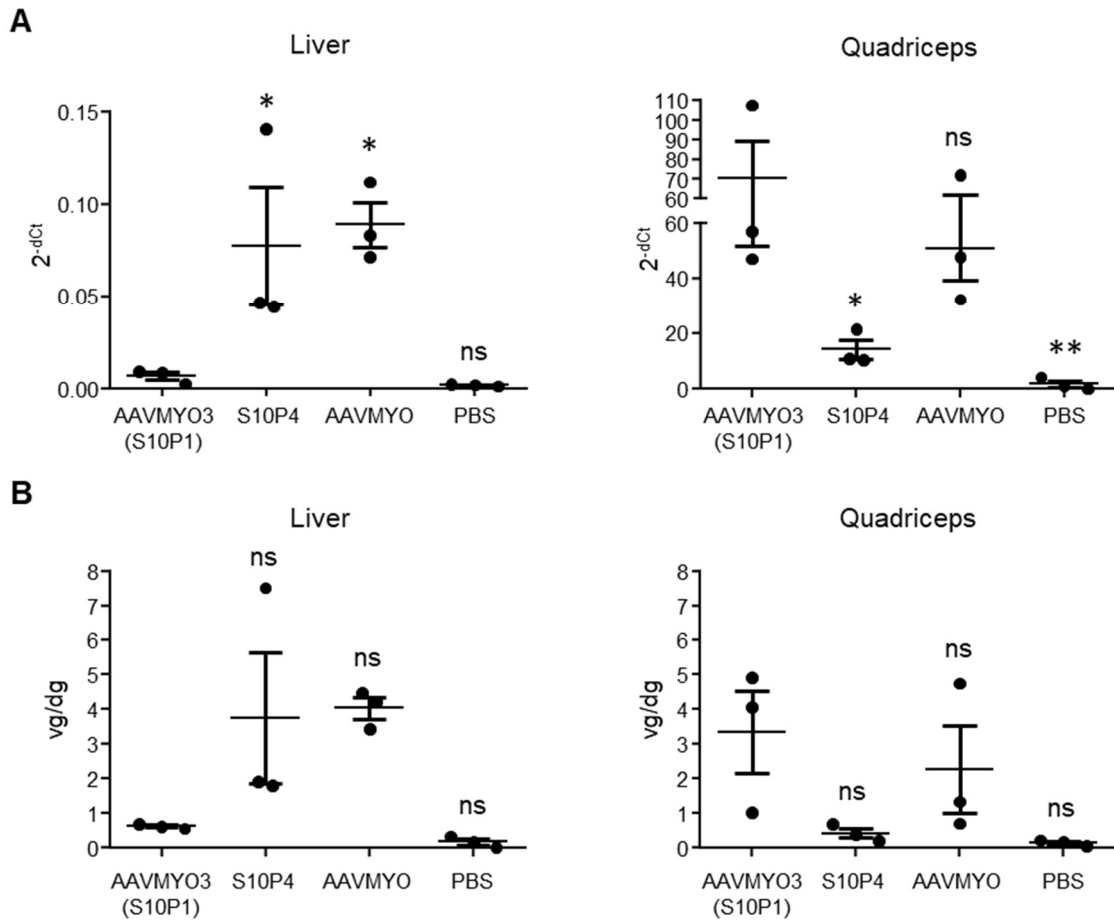 A
Liver
2-dCt
0.15
0.10
0.05
0.00
*
*
ns
AAVMYO3
(S10P1)
S10P4
AAVMYO
PBS
Quadriceps
2-dCt
110
100
90
80
70
60
60
40
20
0
*
ns
**
AAVMYO3
(S10P1)
S10P4
AAVMYO
PBS
B
Liver
vg/dg
8
7
6
5
4
3
2
1
0
ns
ns
ns
AAVMYO3
(S10P1)
S10P4
AAVMYO
PBS
Quadriceps
vg/dg
8
7
6
5
4
3
2
1
0
ns
ns
ns
AAVMYO3
(S10P1)
S10P4
AAVMYO
PBS